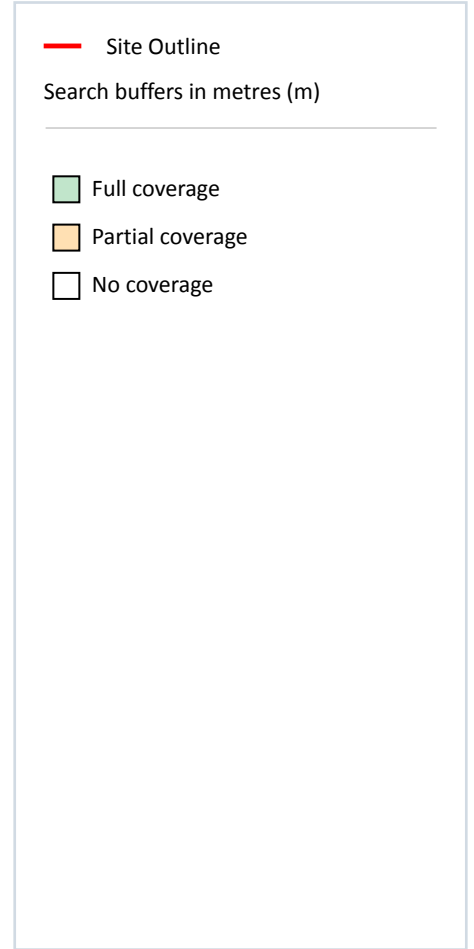 Site Outline
Search buffers in metres (m)
Full coverage
Partial coverage
No coverage